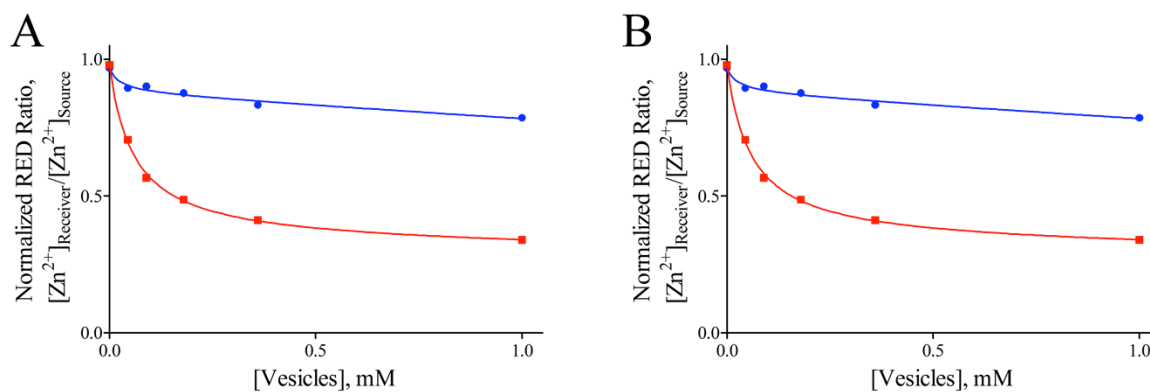 A
Normalized RED Ratio,
[Zn²⁺]Receiver/[Zn²⁺]Source
1.0
0.5
0.0
0.0 0.5 1.0
[Vesicles], mM
B
Normalized RED Ratio,
[Zn²⁺]Receiver/[Zn²⁺]Source
1.0
0.5
0.0
0.0 0.5 1.0
[Vesicles], mM